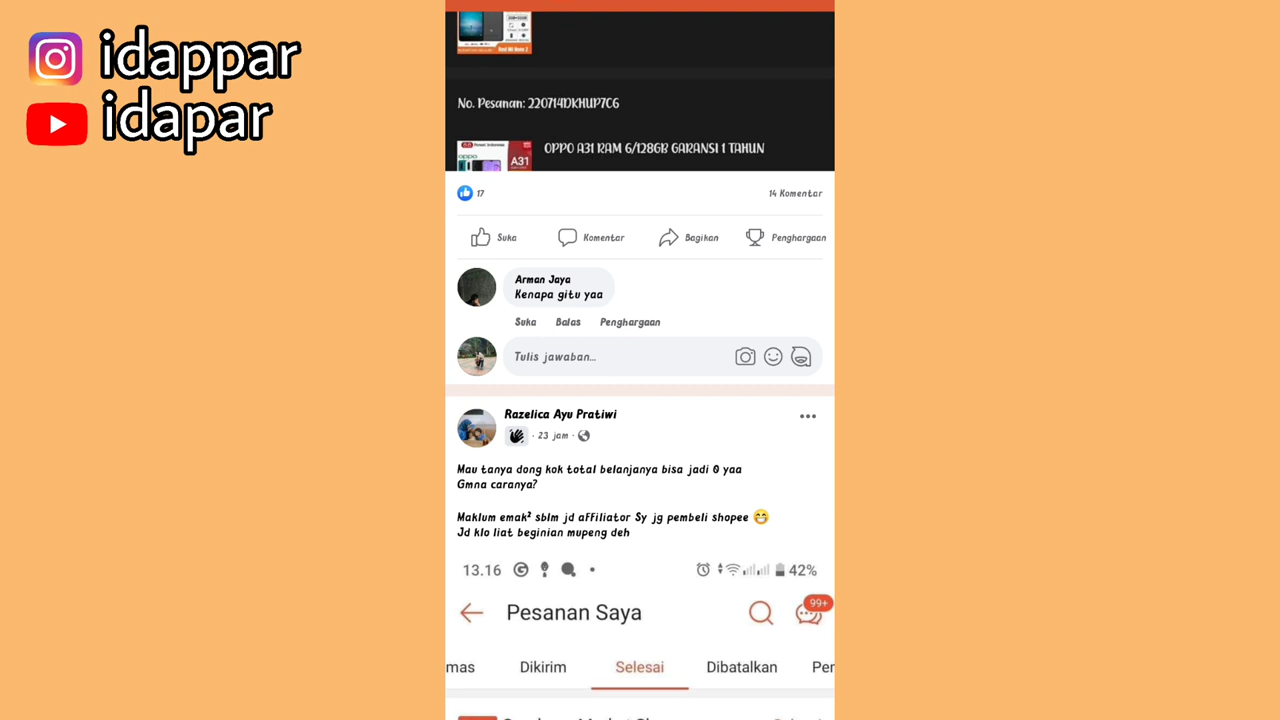 idappar
idapar
No. Pesanan: 220714DKHUP7C6
OPPO A31 RAM 6/128GB GARANSI 1 TAHUN
oppo
A31
17
14 Komentar
Suka
Komentar
Bagikan
Penghargaan
Arman Jaya
Kenapa gitu yaa
Suka Balas Penghargaan
Tulis jawaban...
Razelica Ayu Pratiwi
· 23 jam ·
Mau tanya dong kok total belanjanya bisa jadi 0 yaa
Gmna caranya?
Maklum emak² sblm jd affiliator Sy jg pembeli shopee 😁
Jd klo liat beginian mupeng deh
13.16
42%
Pesanan Saya
99+
mas
Dikirim
Selesai
Dibatalkan
Per